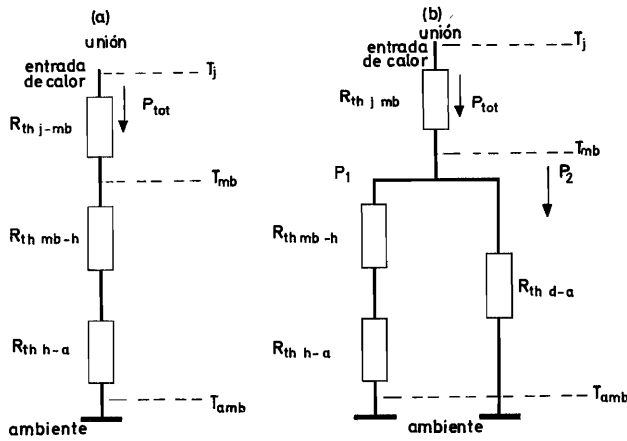 (a)
unión
entrada
de calor
Tj
Ptot
Rth j-mb
Tmb
Rth mb-h
Rth h-a
Tamb
ambiente
(b)
unión
entrada
de calor
Tj
Rth j mb
Ptot
Tmb
P1
P2
Rth mb-h
Rth d-a
Rth h-a
Tamb
ambiente